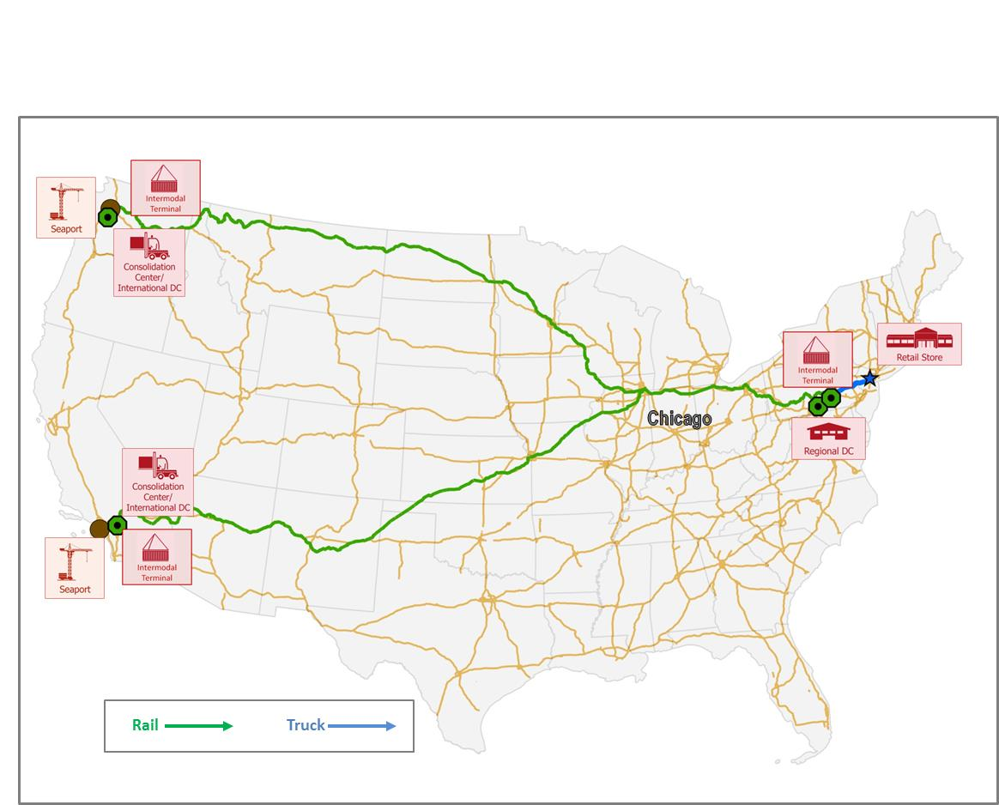 Intermodal
Terminal
Seaport
Consolidation
Center/
International DC
Retail Store
Intermodal
Terminal
Chicago
Regional DC
Consolidation
Center/
International DC
Intermodal
Terminal
Seaport
Rail
Truck